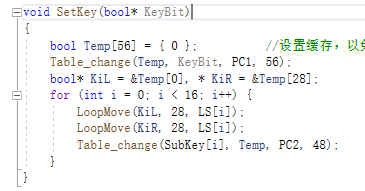 void SetKey(bool* KeyBit)
{
bool Temp[56] = { 0 }; //设置缓存，以
Table_change(Temp, KeyBit, PC1, 56);
bool* KiL = &Temp[0], * KiR = &Temp[28];
for (int i = 0; i < 16; i++) {
LoopMove(KiL, 28, LS[i]);
LoopMove(KiR, 28, LS[i]);
Table_change(SubKey[i], Temp, PC2, 48);
}
}